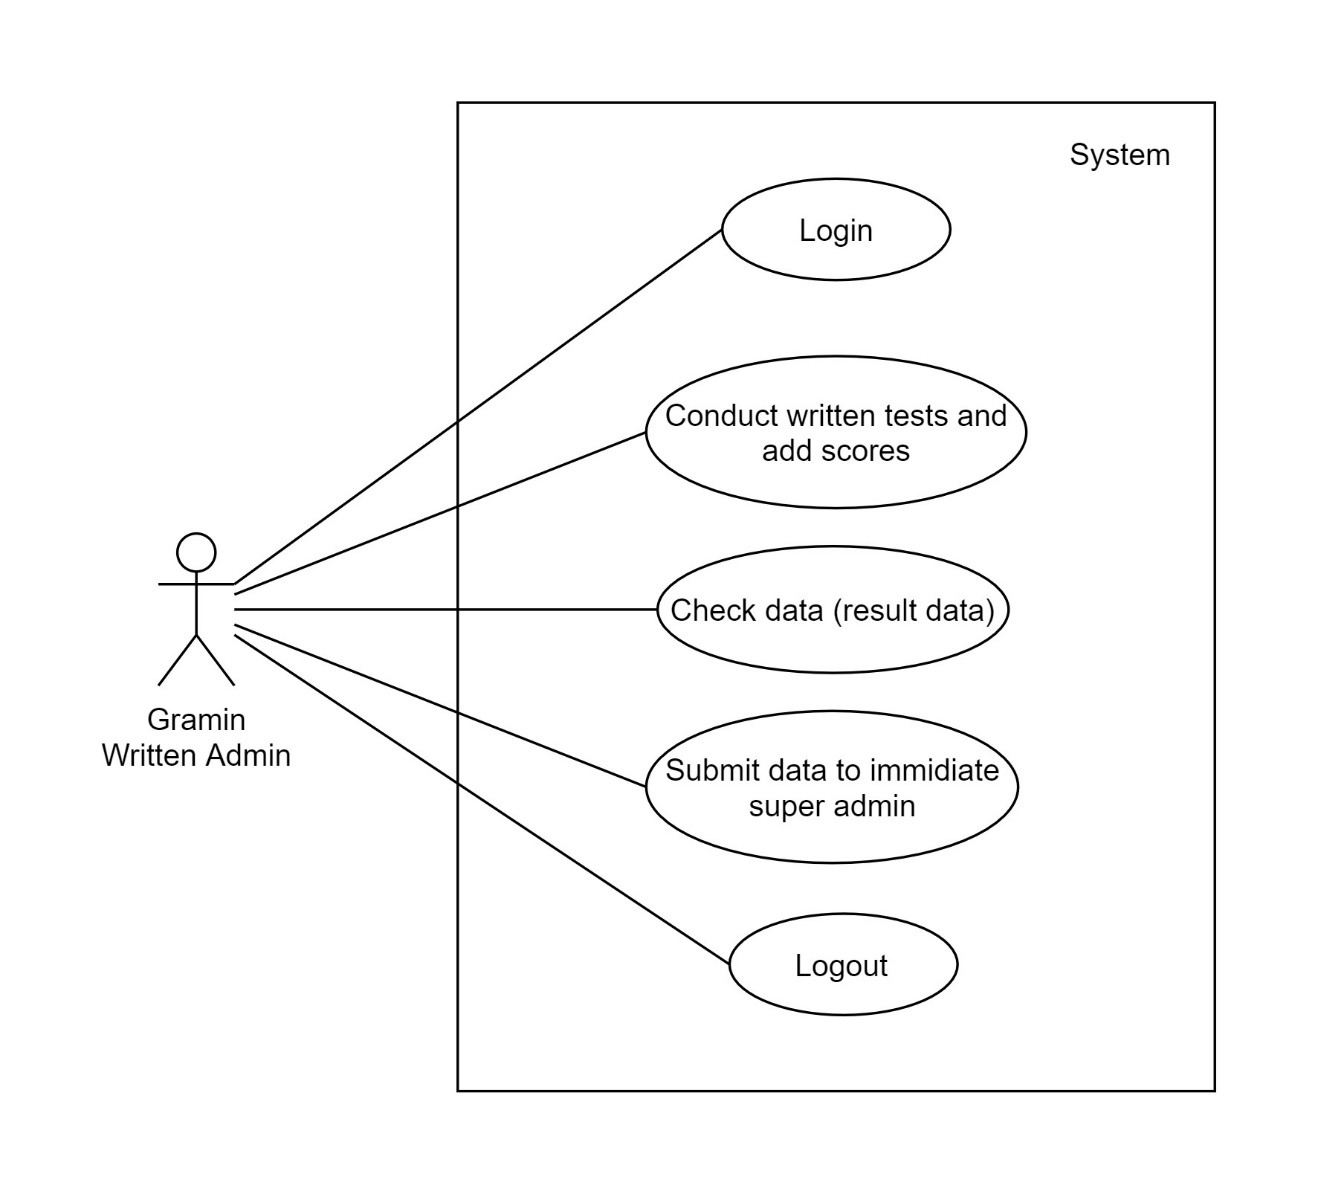 System
Login
Conduct written tests and
add scores
Check data (result data)
Submit data to immidiate
super admin
Logout
Gramin
Written Admin